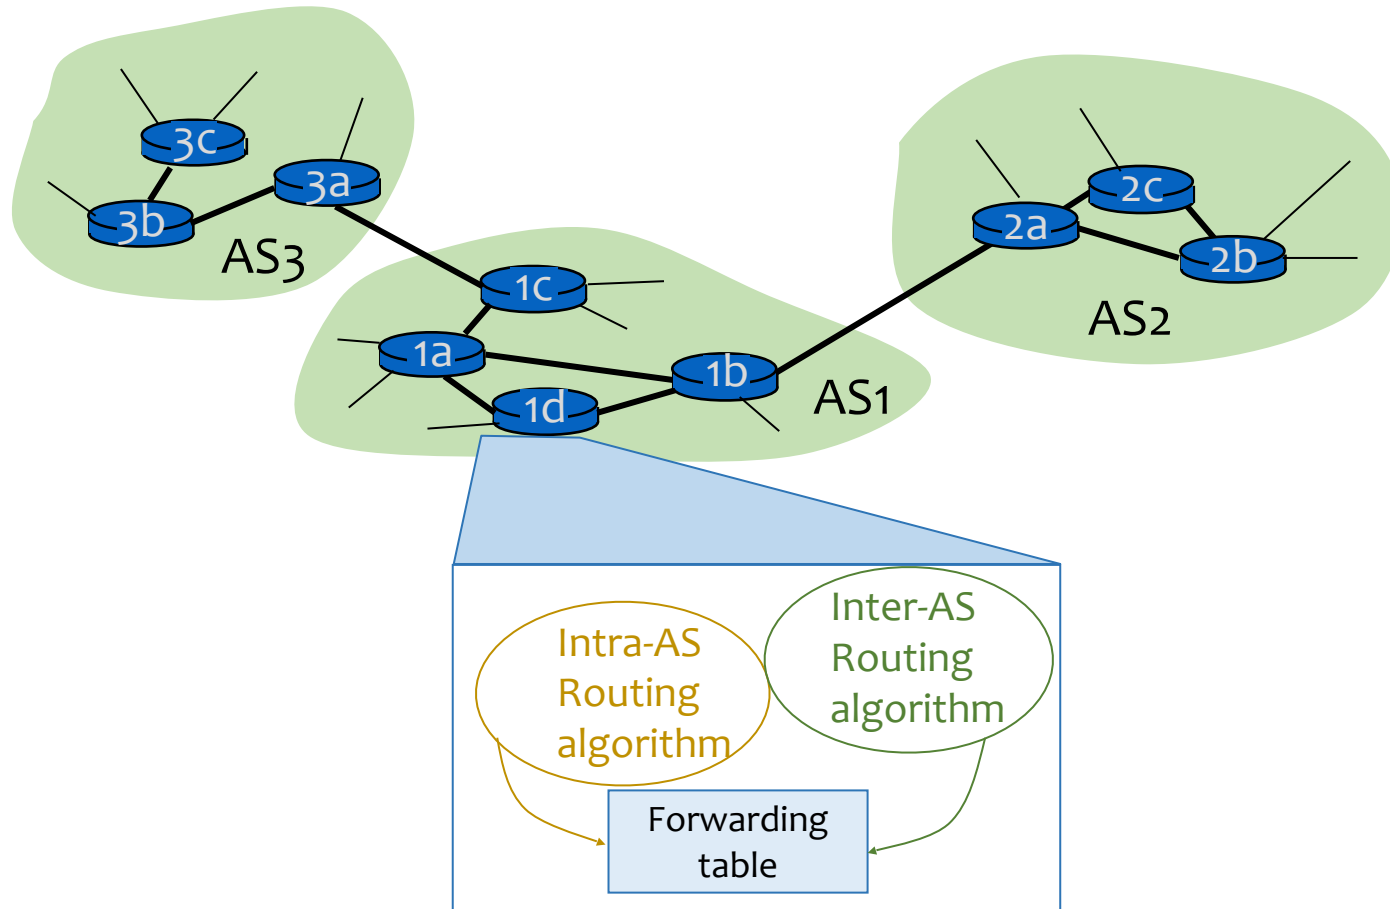 3c
3a
3b
AS3
2c
2a
2b
AS2
1c
1a
1b
1d
AS1
Inter-AS
Routing
algorithm
Intra-AS
Routing
algorithm
Forwarding
table